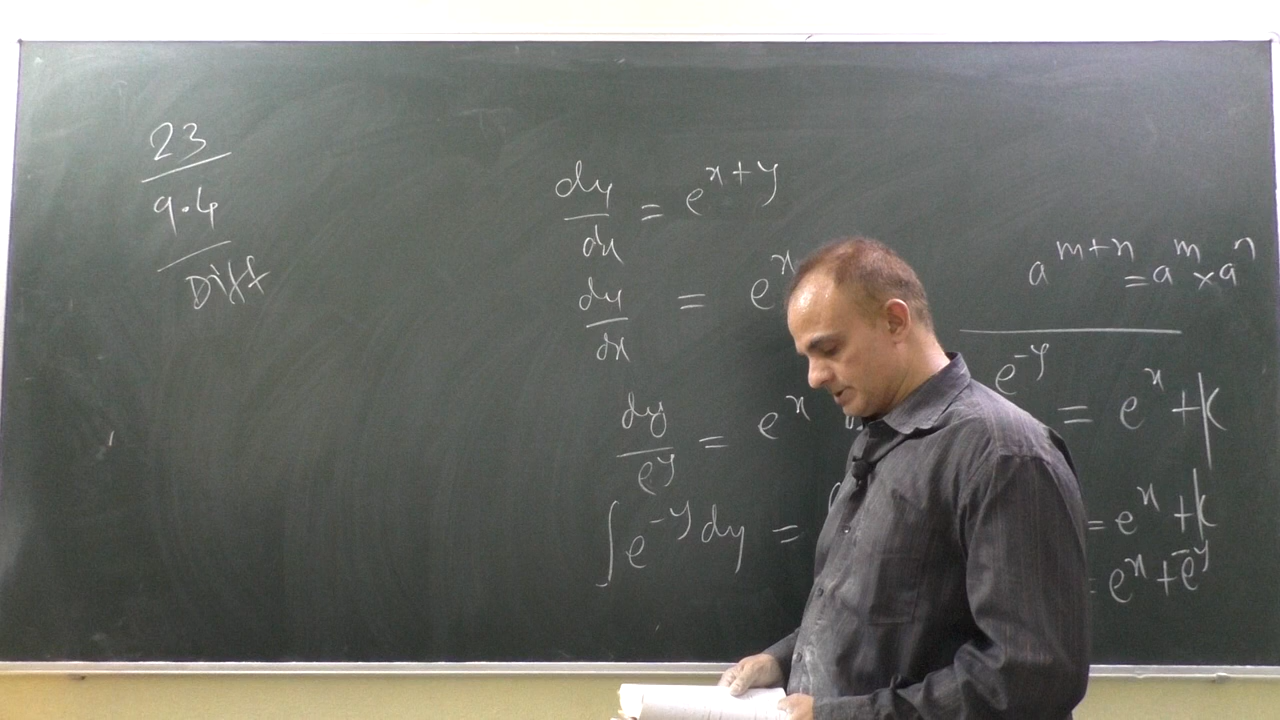 23
9.4
Diff
dy/dx = e^{x+y}
dy/dx = e^x
dy/e^y = e^x
∫e^{-y}dy =
a^{m+n} = a^m × a^n
e^{-y} = e^x + k
= e^x + k
= e^x + e^{-y}